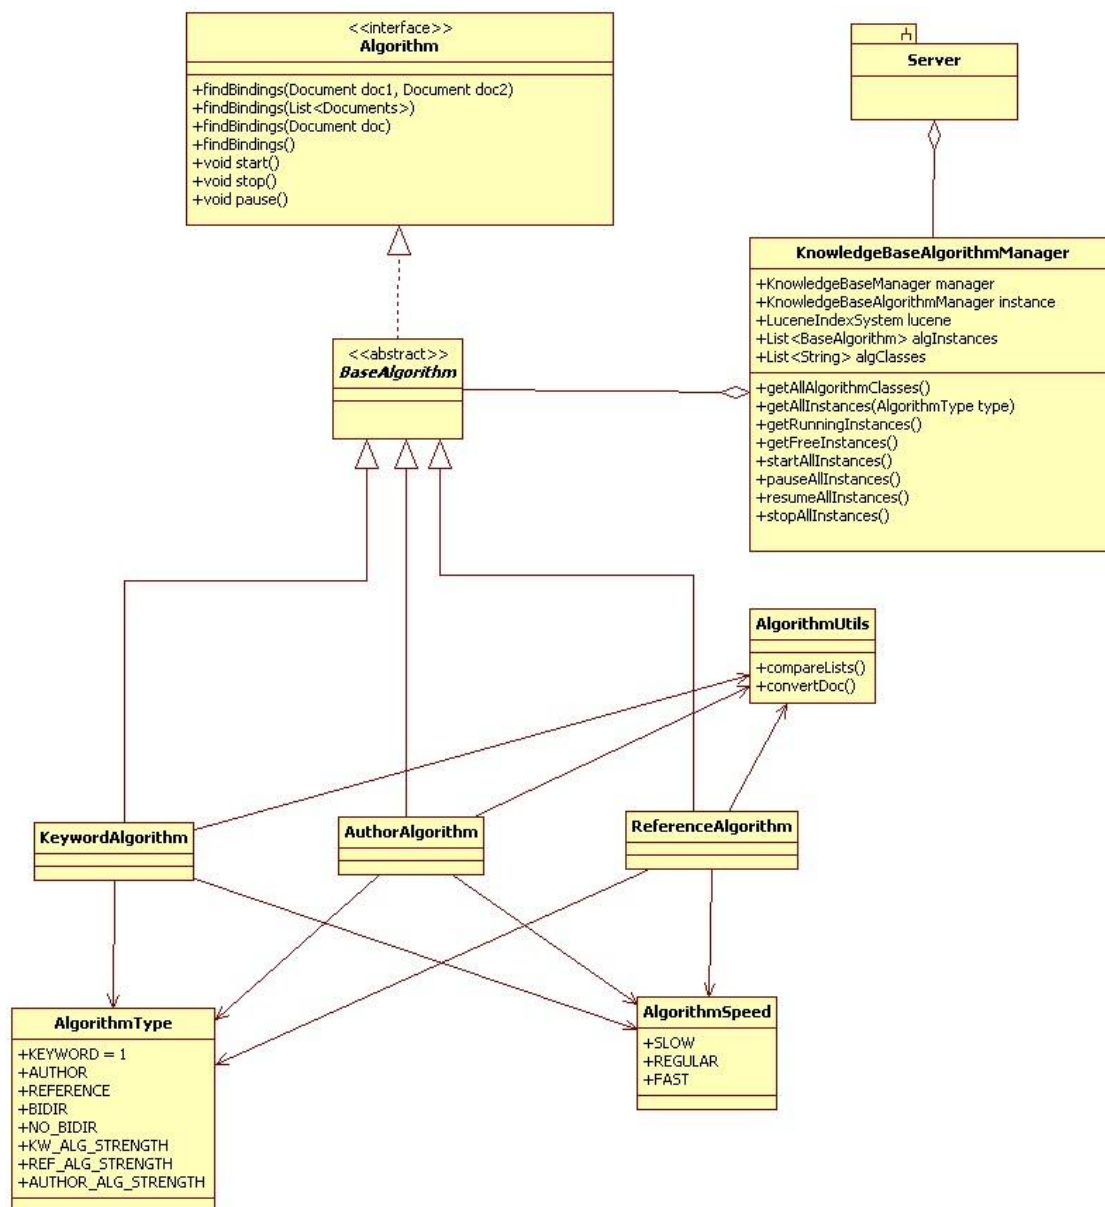 <<interface>>
Algorithm
+findBindings(Document doc1, Document doc2)
+findBindings(List<Documents>)
+findBindings(Document doc)
+findBindings()
+void start()
+void stop()
+void pause()
Server
KnowledgeBaseAlgorithmManager
+KnowledgeBaseManager manager
+KnowledgeBaseAlgorithmManager instance
+LuceneIndexSystem lucene
+List<BaseAlgorithm> algInstances
+List<String> algClasses
+getAllAlgorithmClasses()
+getAllInstances(AlgorithmType type)
+getRunningInstances()
+getFreeInstances()
+startAllInstances()
+pauseAllInstances()
+resumeAllInstances()
+stopAllInstances()
<<abstract>>
BaseAlgorithm
AlgorithmUtils
+compareLists()
+convertDoc()
KeywordAlgorithm
AuthorAlgorithm
ReferenceAlgorithm
AlgorithmType
+KEYWORD = 1
+AUTHOR
+REFERENCE
+BIDIR
+NO_BIDIR
+KW_ALG_STRENGTH
+REF_ALG_STRENGTH
+AUTHOR_ALG_STRENGTH
AlgorithmSpeed
+SLOW
+REGULAR
+FAST